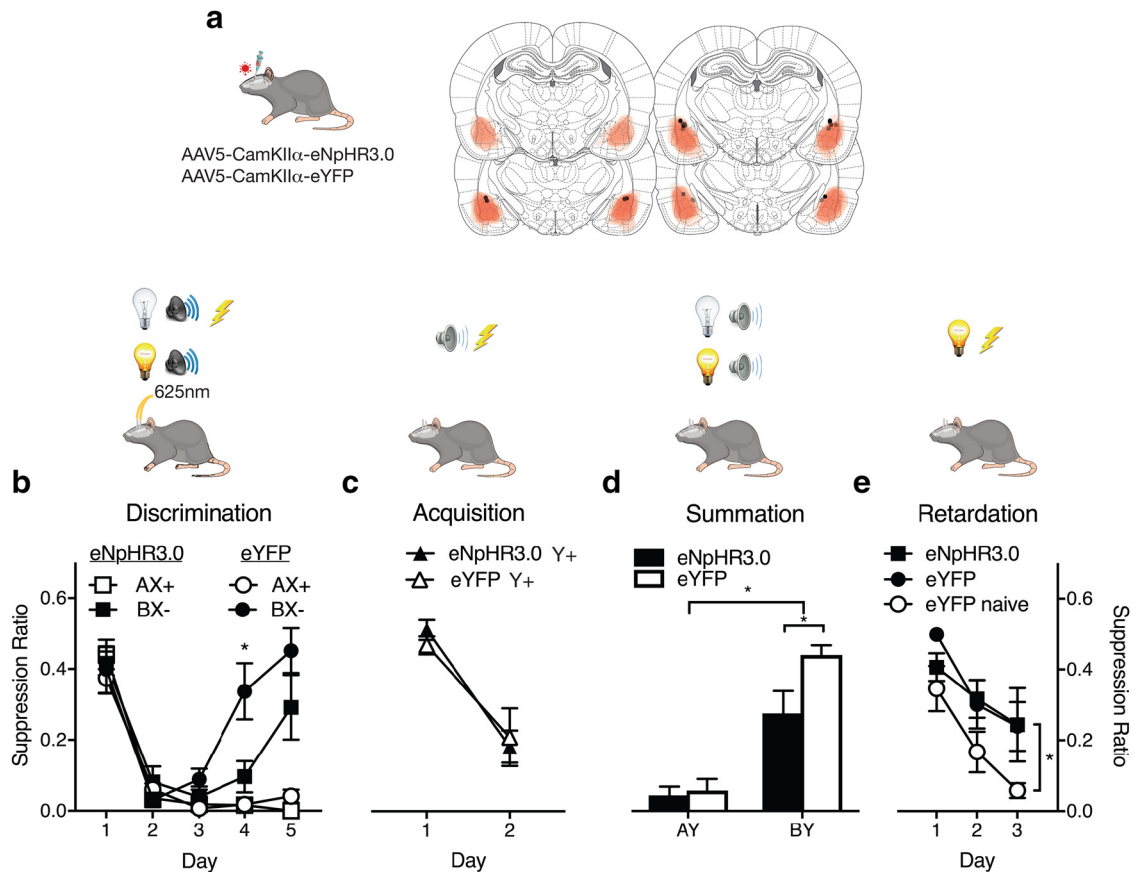 a
AAV5-CamKIIα-eNpHR3.0
AAV5-CamKIIα-eYFP
625nm
b
Discrimination
eNpHR3.0 eYFP
AX+ AX+
BX- BX-
Suppression Ratio
0.6
0.4
0.2
0.0
*
1 2 3 4 5
Day
c
Acquisition
eNpHR3.0 Y+
eYFP Y+
1 2
Day
d
Summation
eNpHR3.0
eYFP
*
*
AY BY
e
Retardation
eNpHR3.0
eYFP
eYFP naive
0.6
0.4
0.2
0.0
*
Suppression Ratio
1 2 3
Day